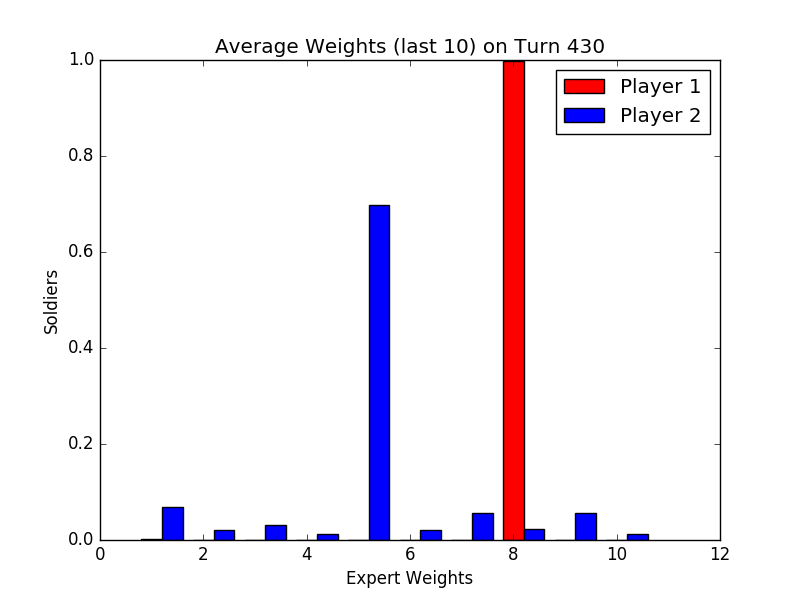 Average Weights (last 10) on Turn 430
Player 1
Player 2
1.0
0.8
0.6
0.4
0.2
0.0
Soldiers
0 2 4 6 8 10 12
Expert Weights